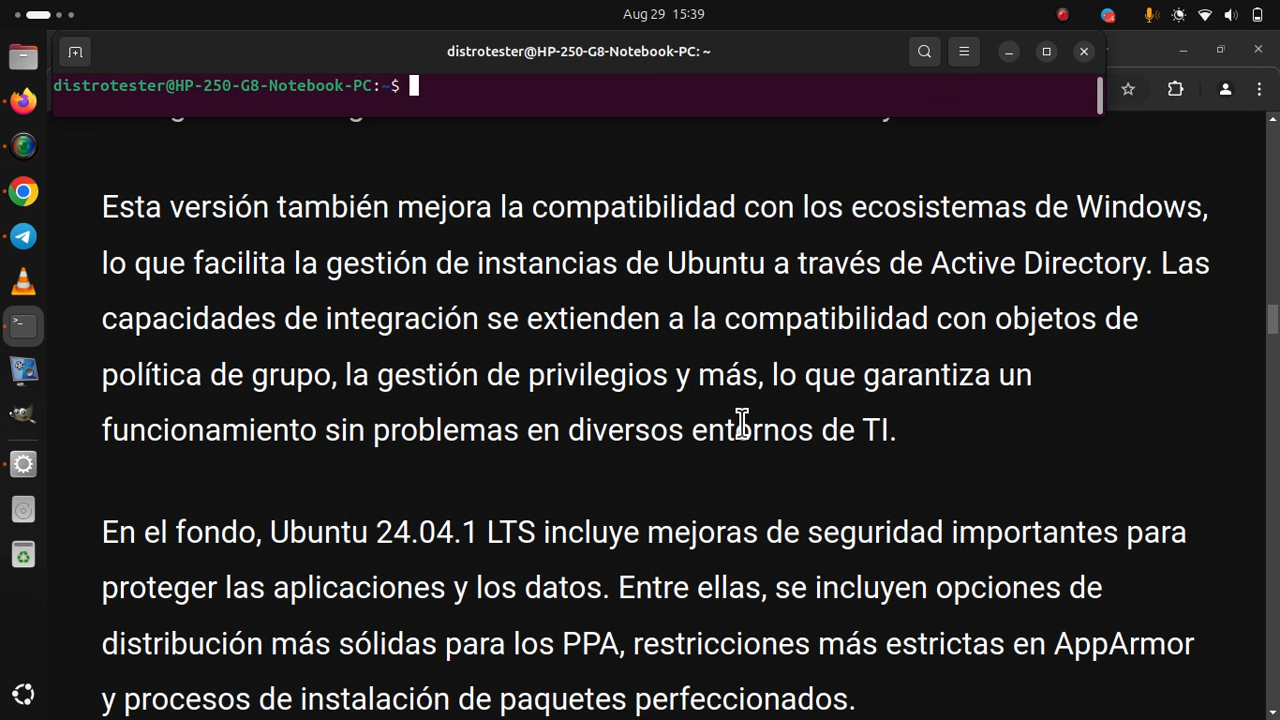 Aug 29 15:39
distrotester@HP-250-G8-Notebook-PC: ~
distrotester@HP-250-G8-Notebook-PC:~$
Esta versión también mejora la compatibilidad con los ecosistemas de Windows,
lo que facilita la gestión de instancias de Ubuntu a través de Active Directory. Las
capacidades de integración se extienden a la compatibilidad con objetos de
política de grupo, la gestión de privilegios y más, lo que garantiza un
funcionamiento sin problemas en diversos entornos de TI.
En el fondo, Ubuntu 24.04.1 LTS incluye mejoras de seguridad importantes para
proteger las aplicaciones y los datos. Entre ellas, se incluyen opciones de
distribución más sólidas para los PPA, restricciones más estrictas en AppArmor
y procesos de instalación de paquetes perfeccionados.